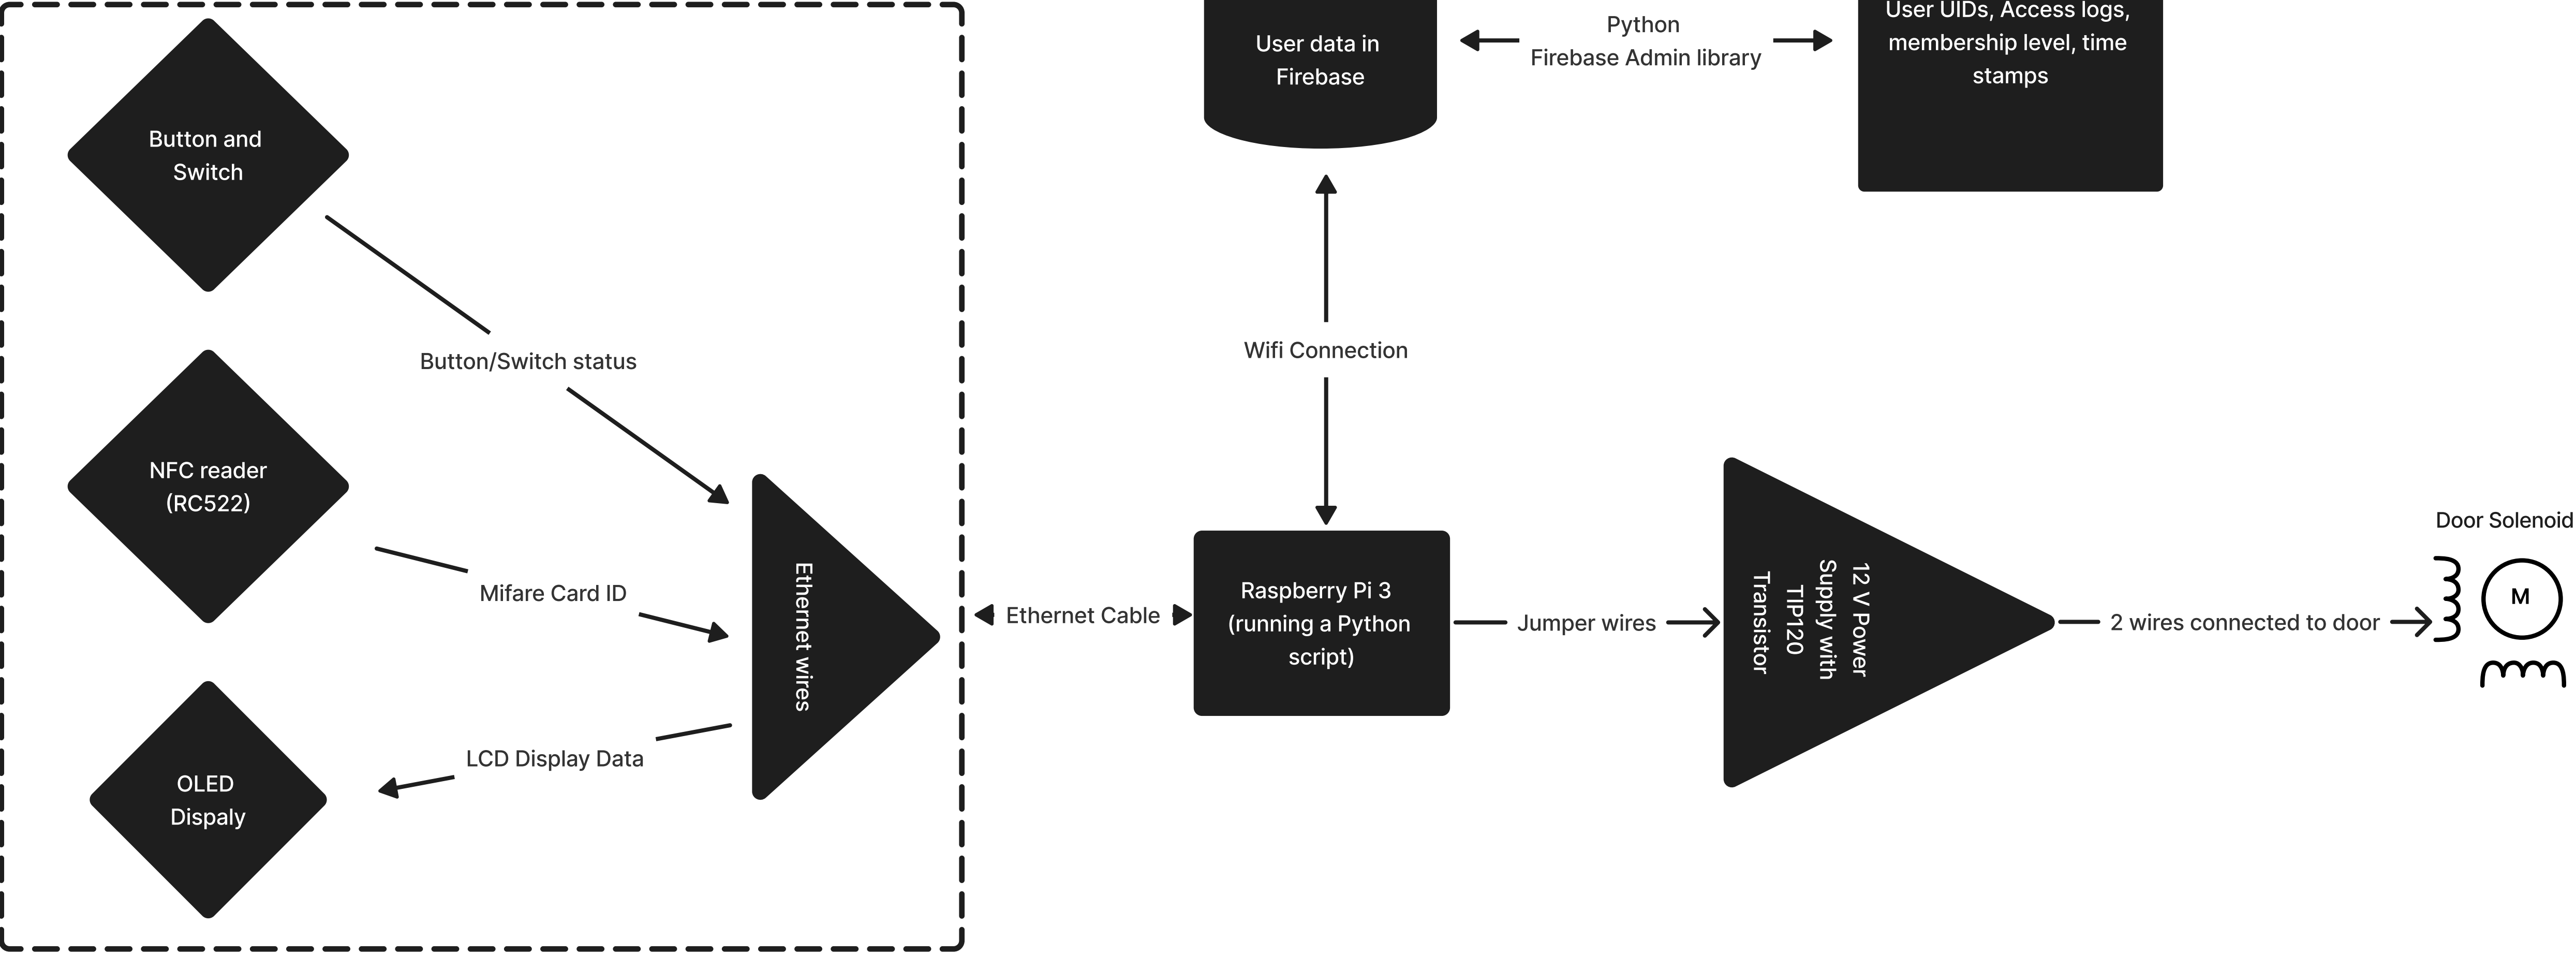 Button and
Switch
Button/Switch status
NFC reader
(RC522)
Mifare Card ID
OLED
Dispaly
LCD Display Data
Ethernet wires
Ethernet Cable
User data in
Firebase
Python
Firebase Admin library
User UIDs, Access logs,
membership level, time
stamps
Wifi Connection
Raspberry Pi 3
(running a Python
script)
Jumper wires
12 V Power
Supply with
TIP120
Transistor
2 wires connected to door
Door Solenoid
M